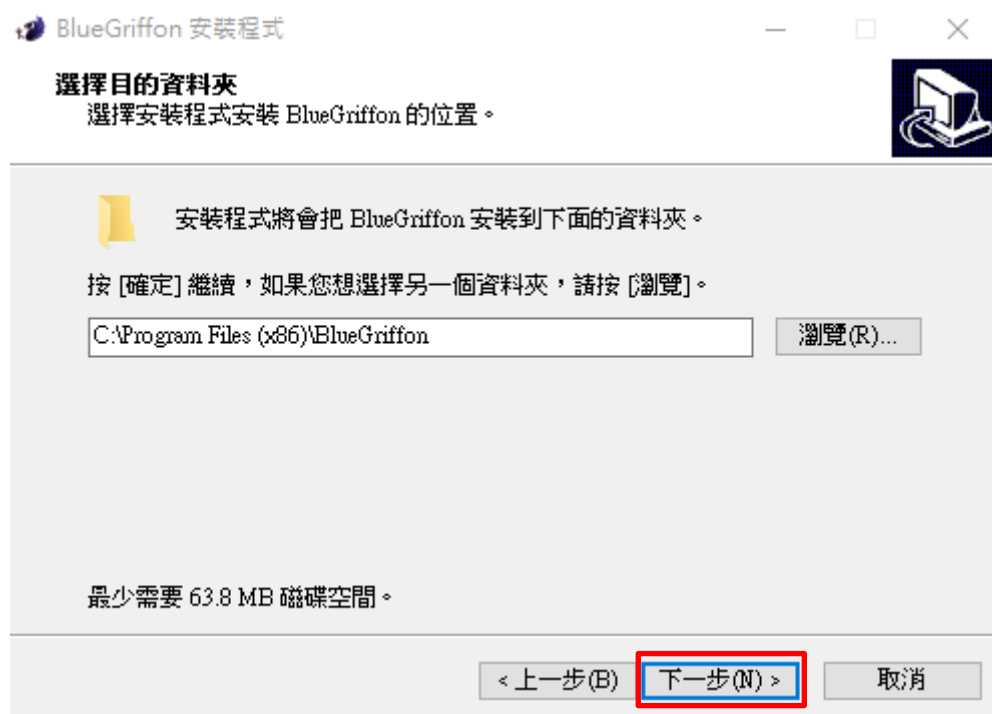 BlueGriffon 安裝程式
選擇目的資料夾
選擇安裝程式安裝 BlueGriffon 的位置。
安裝程式將會把 BlueGriffon 安裝到下面的資料夾。
按 [確定] 繼續，如果您想選擇另一個資料夾，請按 [瀏覽]。
C:\Program Files (x86)\BlueGriffon
瀏覽(R)...
最少需要 63.8 MB 磁碟空間。
< 上一步(B)
下一步(N) >
取消